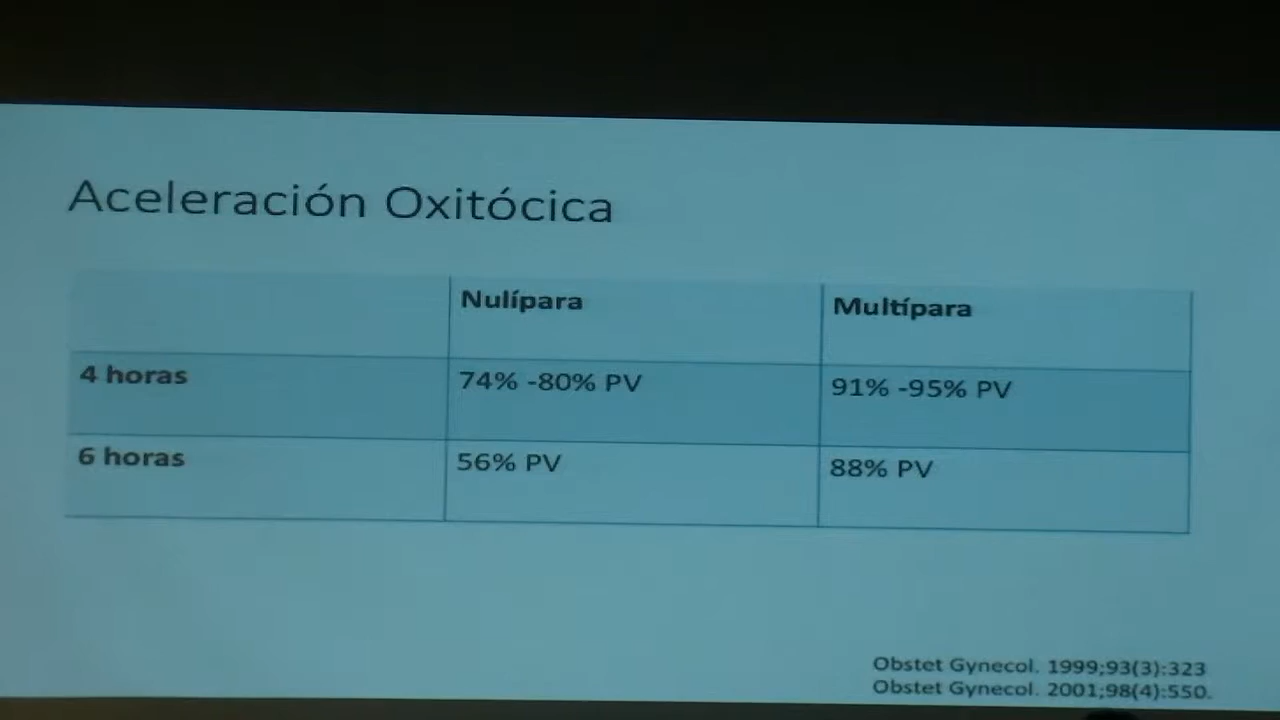 Aceleración Oxitócica
Nulípara Multípara
4 horas 74% -80% PV 91% -95% PV
6 horas 56% PV 88% PV
Obstet Gynecol. 1999;93(3):323
Obstet Gynecol. 2001;98(4):550.